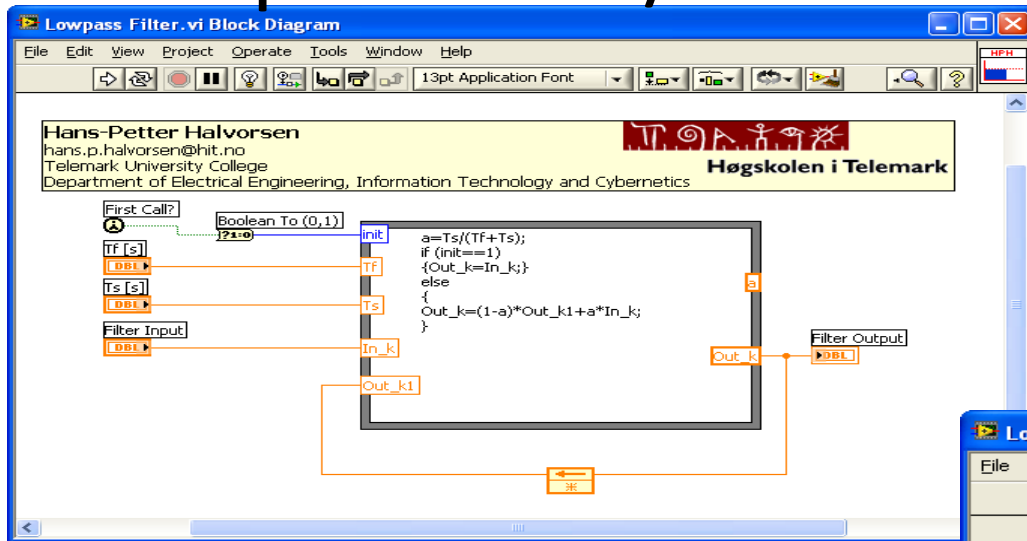 Lowpass Filter.vi Block Diagram
File Edit View Project Operate Tools Window Help
13pt Application Font
HPH
Hans-Petter Halvorsen
hans.p.halvorsen@hit.no
Telemark University College
Department of Electrical Engineering, Information Technology and Cybernetics
Høgskolen i Telemark
First Call?
Boolean To (0,1)
?1:0
init
a=Ts/(Tf+Ts);
if (init==1)
{Out_k=In_k;}
else
{
Out_k=(1-a)*Out_k1+a*In_k;
}
Tf [s]
DBL
Tf
a
Ts [s]
DBL
Ts
Filter Input
DBL
In_k
Out_k
Filter Output
DBL
Out_k1
File